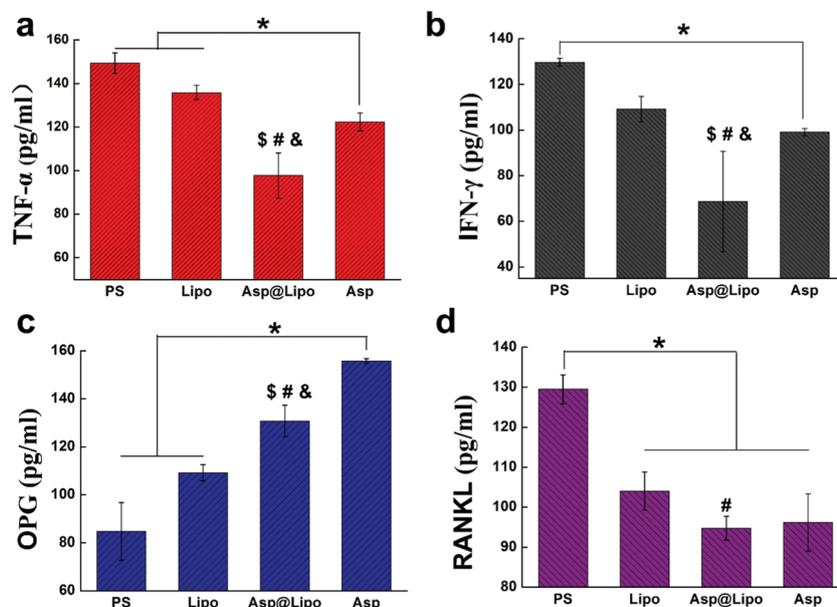 a
*
TNF-α (pg/ml)
160
140
120
100
80
60
$ # &
PS Lipo Asp@Lipo Asp
b
*
IFN-γ (pg/ml)
140
120
100
80
60
40
$ # &
PS Lipo Asp@Lipo Asp
c
*
OPG (pg/ml)
160
140
120
100
80
60
$ # &
PS Lipo Asp@Lipo Asp
d
*
RANKL (pg/ml)
140
130
120
110
100
90
80
#
PS Lipo Asp@Lipo Asp